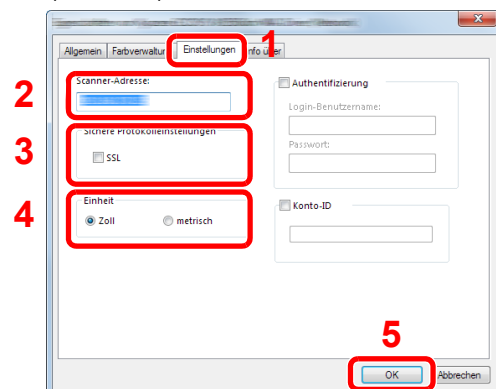 1
Allgemein Farbverwaltung Einstellungen Info über
2
Scanner-Adresse:
Authentifizierung
Login-Benutzername:
3
Sichere Protokolleinstellungen
SSL
Passwort:
4
Einheit
Zoll metrisch
Konto-ID
5
OK Abbrechen